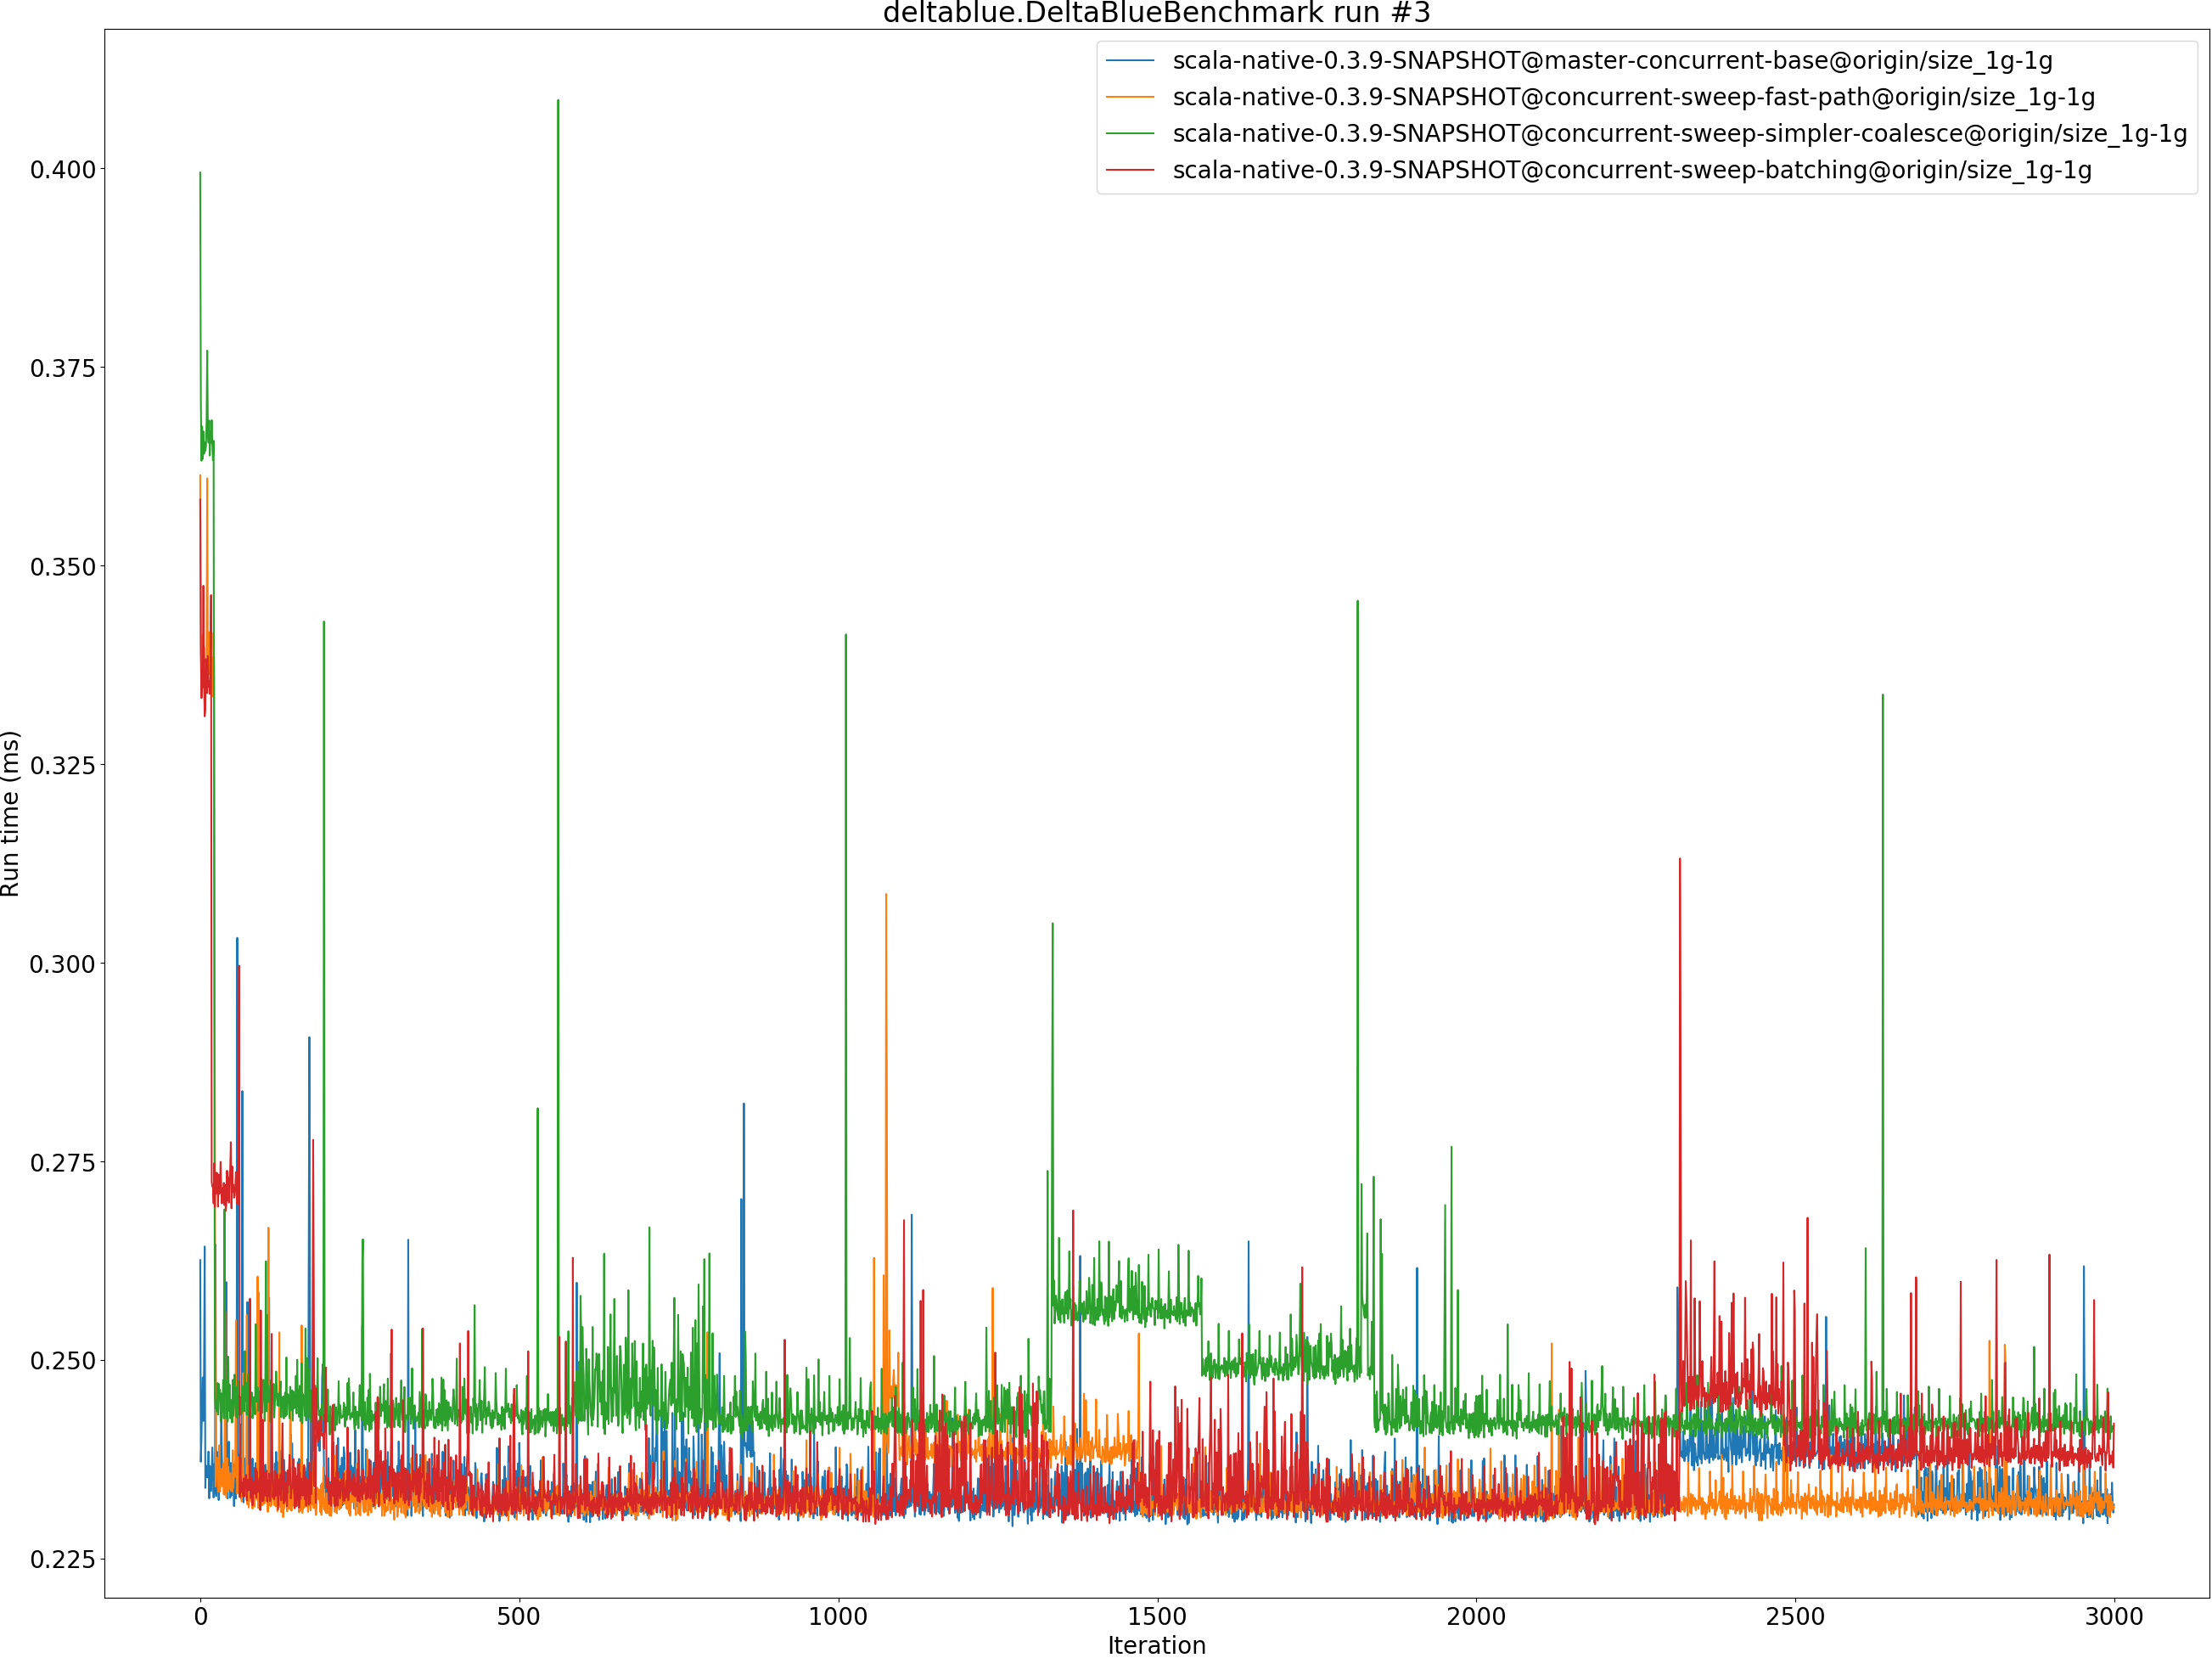 deltablue.DeltaBlueBenchmark run #3
scala-native-0.3.9-SNAPSHOT@master-concurrent-base@origin/size_1g-1g
scala-native-0.3.9-SNAPSHOT@concurrent-sweep-fast-path@origin/size_1g-1g
scala-native-0.3.9-SNAPSHOT@concurrent-sweep-simpler-coalesce@origin/size_1g-1g
scala-native-0.3.9-SNAPSHOT@concurrent-sweep-batching@origin/size_1g-1g
0.400
0.375
0.350
0.325
0.300
0.275
0.250
0.225
Run time (ms)
0 500 1000 1500 2000 2500 3000
Iteration